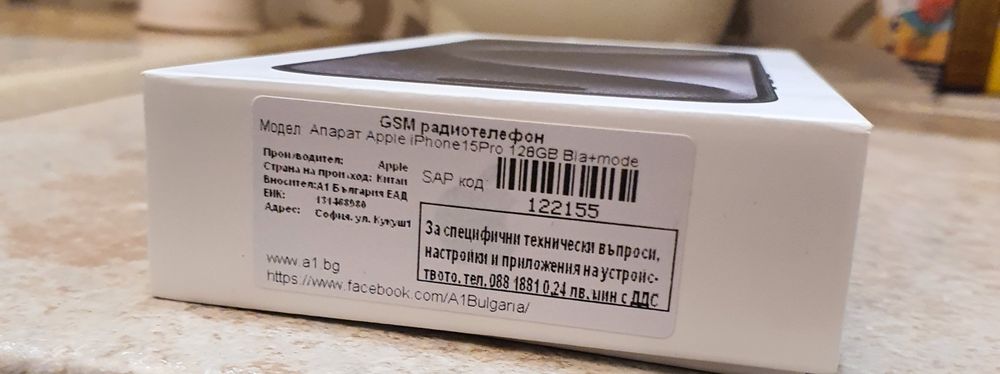 GSM радиотелефон
Модел Апарат Apple iPhone15Pro 128GB Bla+mode
Производител: Apple
Страна на произход: Китай
Вносител:А1 България ЕАД
ЕИК: 131468980
Адрес: София, ул. Кукуш1
SAP код:
122155
За специфични технически въпроси,
настройки и приложения на устройс-
твото, тел. 088 1881 0,24 лв. мин с ДДС
www.a1.bg
https://www.facebook.com/A1Bulgaria/